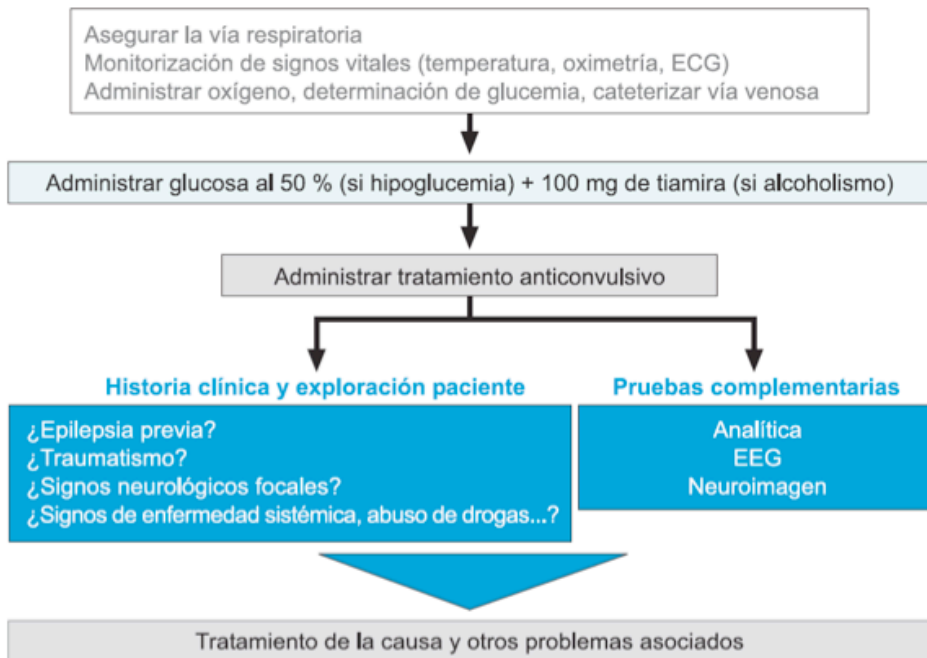 Asegurar la vía respiratoria
Monitorización de signos vitales (temperatura, oximetría, ECG)
Administrar oxígeno, determinación de glucemia, cateterizar vía venosa
Administrar glucosa al 50 % (si hipoglucemia) + 100 mg de tiamira (si alcoholismo)
Administrar tratamiento anticonvulsivo
Historia clínica y exploración paciente
¿Epilepsia previa?
¿Traumatismo?
¿Signos neurológicos focales?
¿Signos de enfermedad sistémica, abuso de drogas...?
Pruebas complementarias
Analítica
EEG
Neuroimagen
Tratamiento de la causa y otros problemas asociados